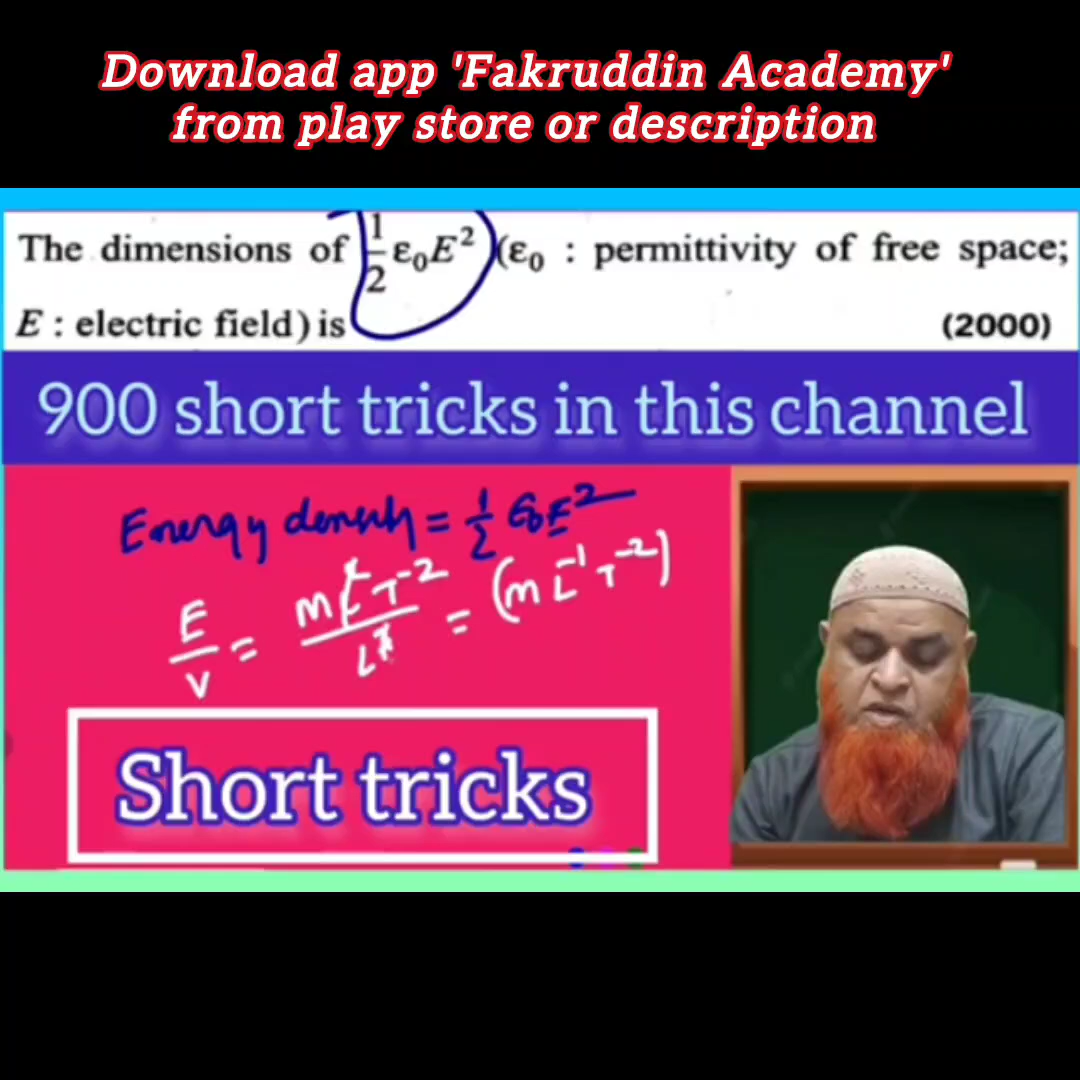 Download app 'Fakruddin Academy'
from play store or description
The dimensions of 1/2 ε₀E² (ε₀ : permittivity of free space;
E : electric field) is (2000)
900 short tricks in this channel
Energy density = 1/2 ε₀E²
E/V = ML²T⁻²/L³ = (ML⁻¹T⁻²)
Short tricks